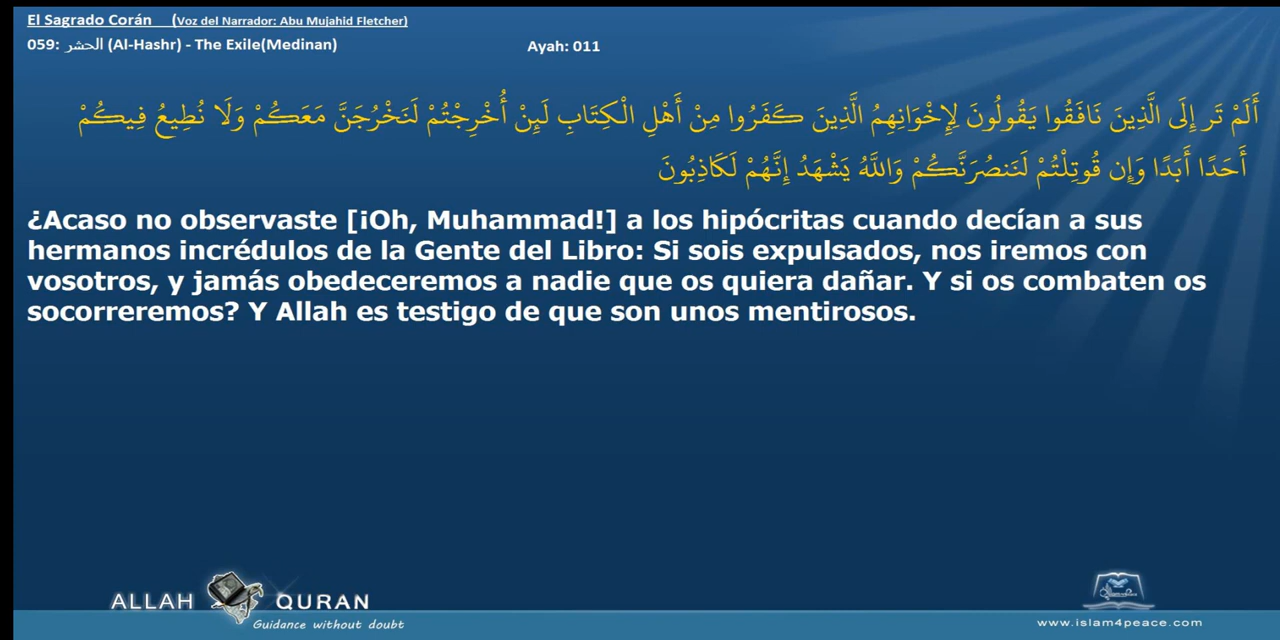 El Sagrado Corán (Voz del Narrador: Abu Mujahid Fletcher)
059: الحشر (Al-Hashr) - The Exile(Medinan) Ayah: 011
أَلَمْ تَر إِلَى الَّذِينَ نَافَقُوا يَقُولُونَ لِإِخْوَانِهِمُ الَّذِينَ كَفَرُوا مِنْ أَهْلِ الْكِتَابِ لَئِنْ أُخْرِجْتُمْ لَنَخْرُجَنَّ مَعَكُمْ وَلَا نُطِيعُ فِيكُمْ
أَحَدًا أَبَدًا وَإِن قُوتِلْتُمْ لَنَنصُرَنَّكُمْ وَاللَّهُ يَشْهَدُ إِنَّهُمْ لَكَاذِبُونَ
¿Acaso no observaste [¡Oh, Muhammad!] a los hipócritas cuando decían a sus
hermanos incrédulos de la Gente del Libro: Si sois expulsados, nos iremos con
vosotros, y jamás obedeceremos a nadie que os quiera dañar. Y si os combaten os
socorreremos? Y Allah es testigo de que son unos mentirosos.
ALLAH QURAN
Guidance without doubt
www.islam4peace.com